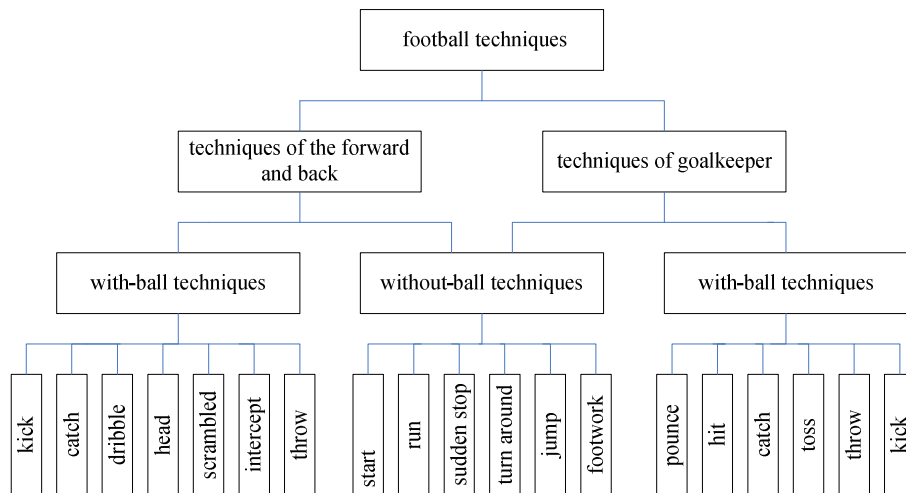 football techniques
techniques of the forward
and back
techniques of goalkeeper
with-ball techniques
without-ball techniques
with-ball techniques
kick
catch
dribble
head
scrambled
intercept
throw
start
run
sudden stop
turn around
jump
footwork
pounce
hit
catch
toss
throw
kick